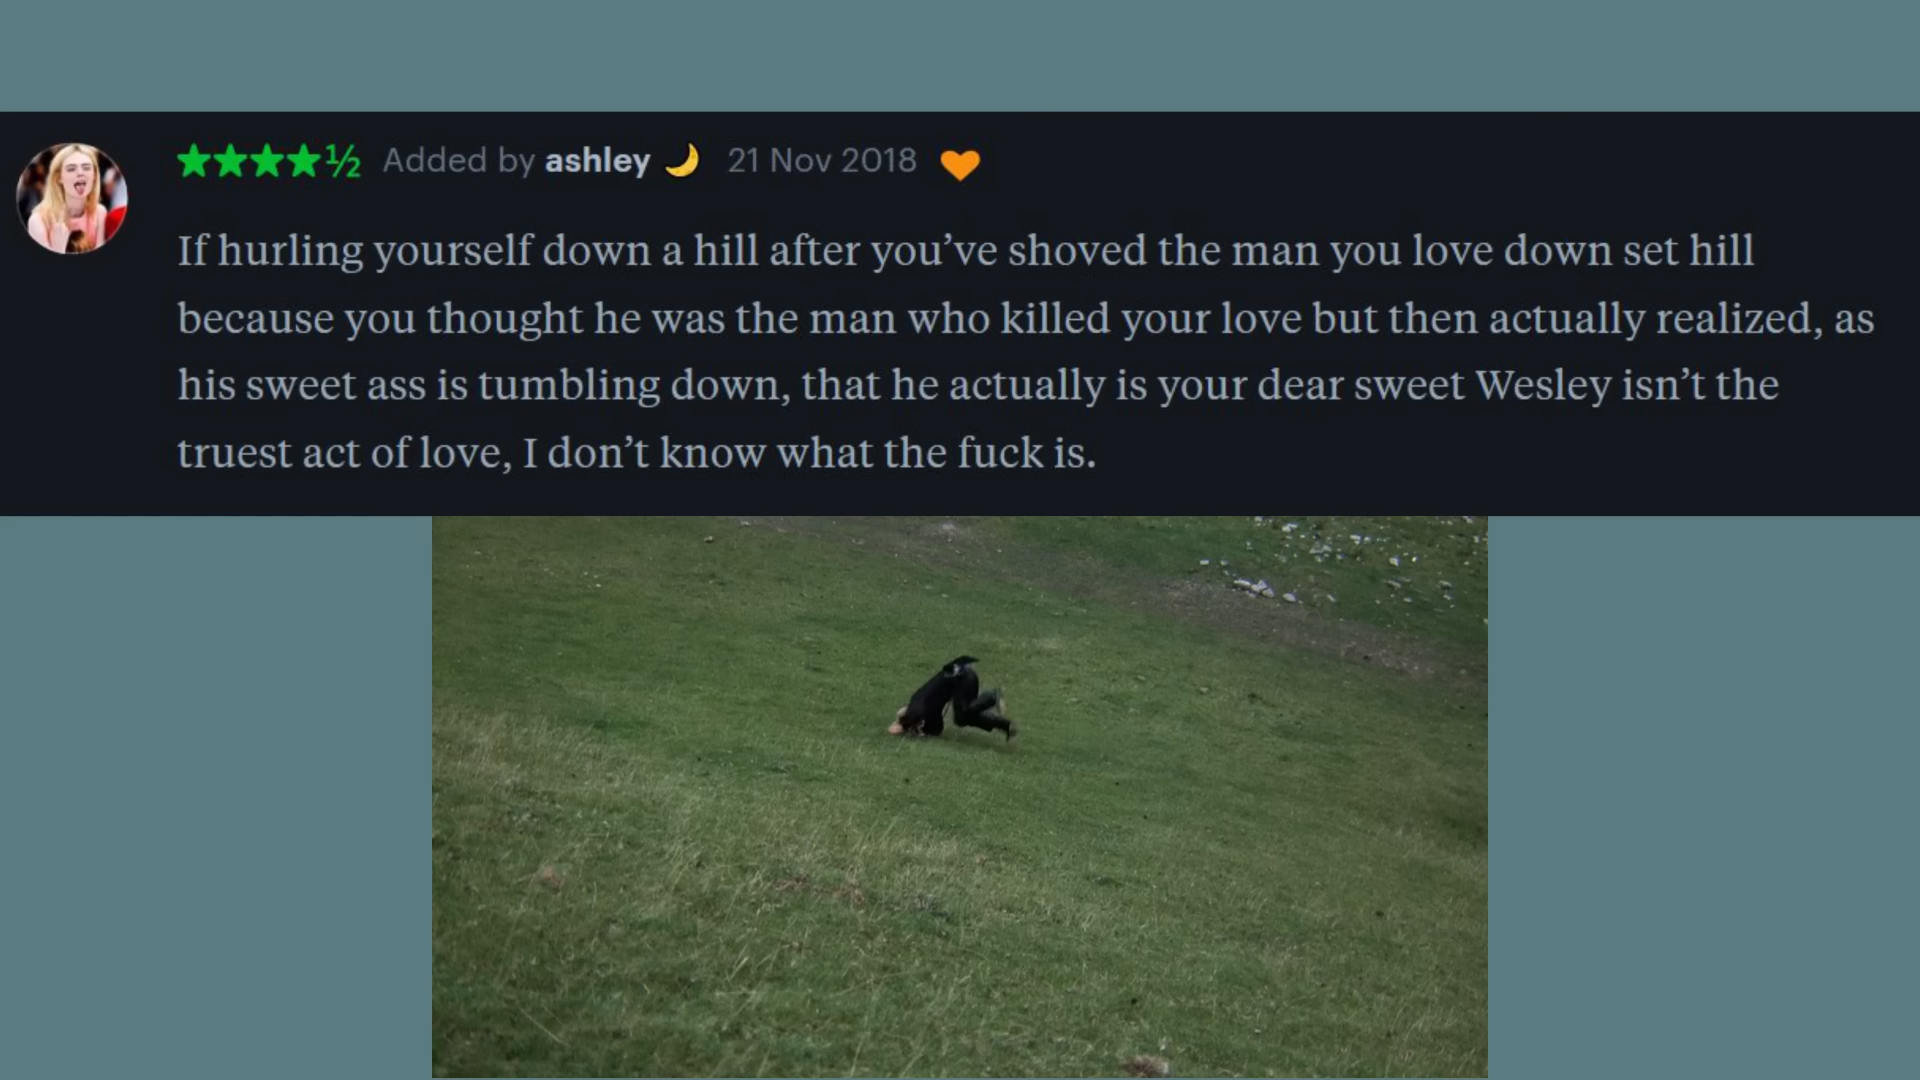 ★★★★½ Added by ashley 🌙 21 Nov 2018 🧡
If hurling yourself down a hill after you’ve shoved the man you love down set hill
because you thought he was the man who killed your love but then actually realized, as
his sweet ass is tumbling down, that he actually is your dear sweet Wesley isn’t the
truest act of love, I don’t know what the fuck is.